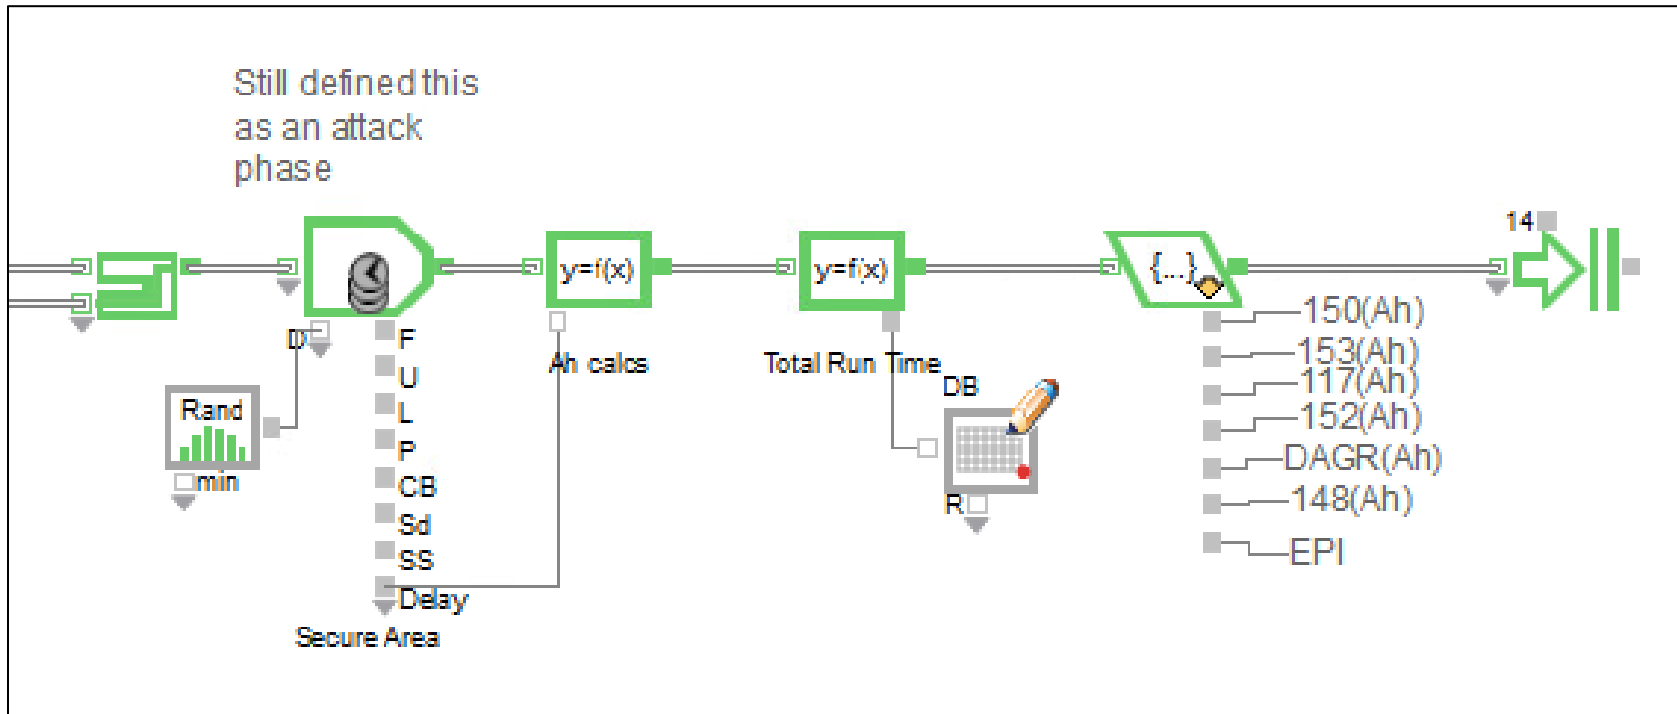 Still defined this
as an attack
phase
14
y=f(x)
y=f(x)
{...}
D
F
U
L
P
CB
Sd
SS
Delay
Secure Area
Rand
min
Ah calcs
Total Run Time
DB
R
150(Ah)
153(Ah)
117(Ah)
152(Ah)
DAGR(Ah)
148(Ah)
EPI